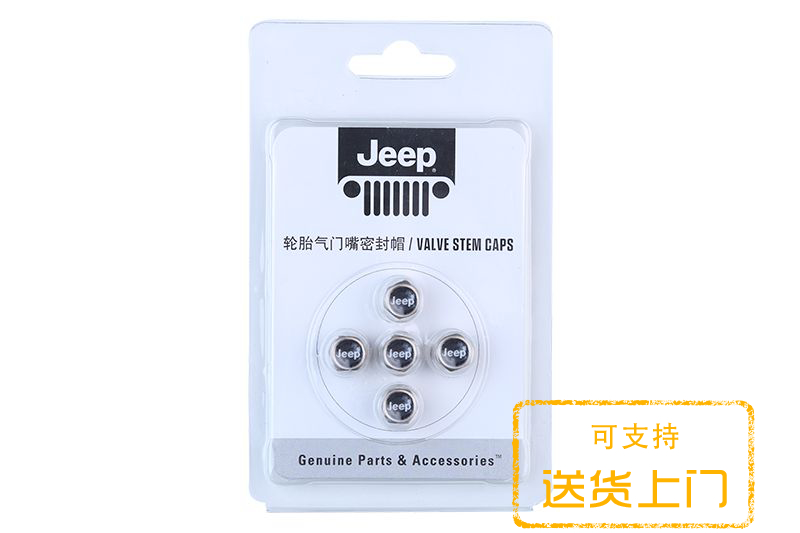 Jeep®
轮胎气门嘴密封帽 / VALVE STEM CAPS
Jeep
Jeep
Jeep
Jeep
Jeep
Genuine Parts & Accessories™
可支持
送货上门